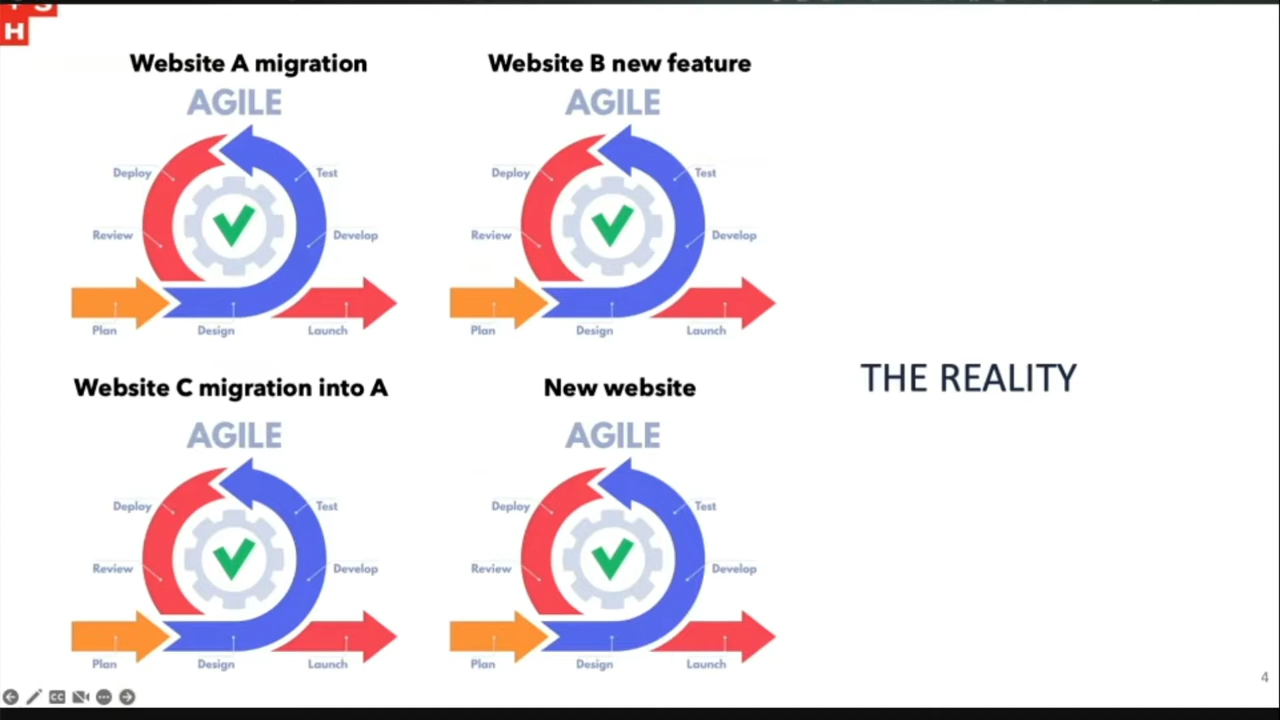 H
Website A migration
AGILE
Deploy
Test
Review
Develop
Plan
Design
Launch
Website B new feature
AGILE
Deploy
Test
Review
Develop
Plan
Design
Launch
Website C migration into A
AGILE
Deploy
Test
Review
Develop
Plan
Design
Launch
New website
AGILE
Deploy
Test
Review
Develop
Plan
Design
Launch
THE REALITY
4
CC